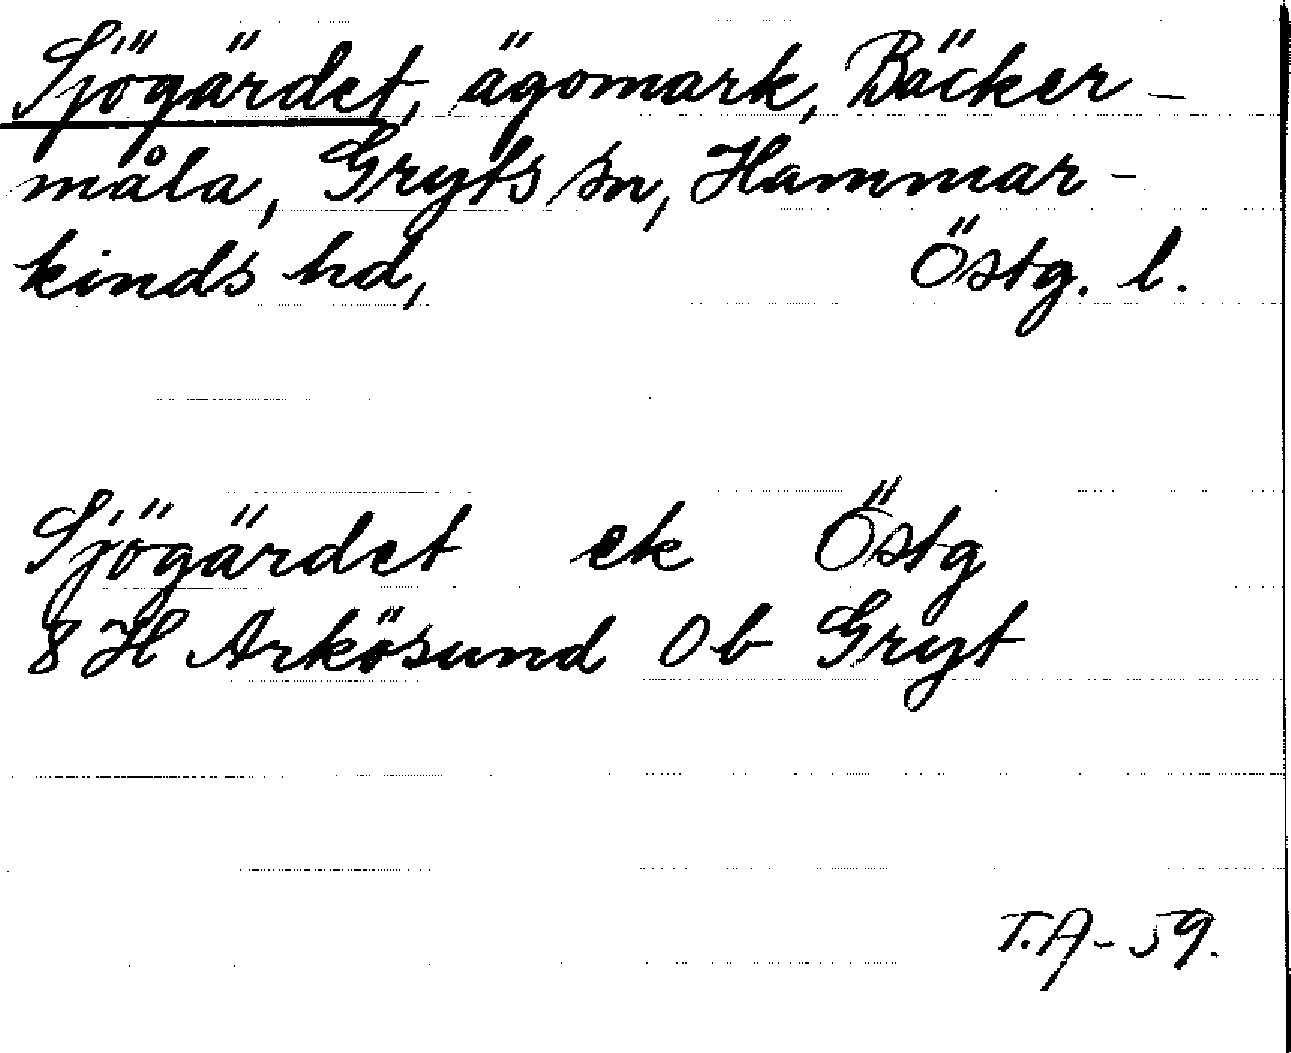 Sjögärdet, ägomark, Bäcker-
måla, Gryts sn, Hammar-
kinds hd, Östg. l.
Sjögärdet ek Östg
8 H Arkösund 0b Gryt
T.A-59.